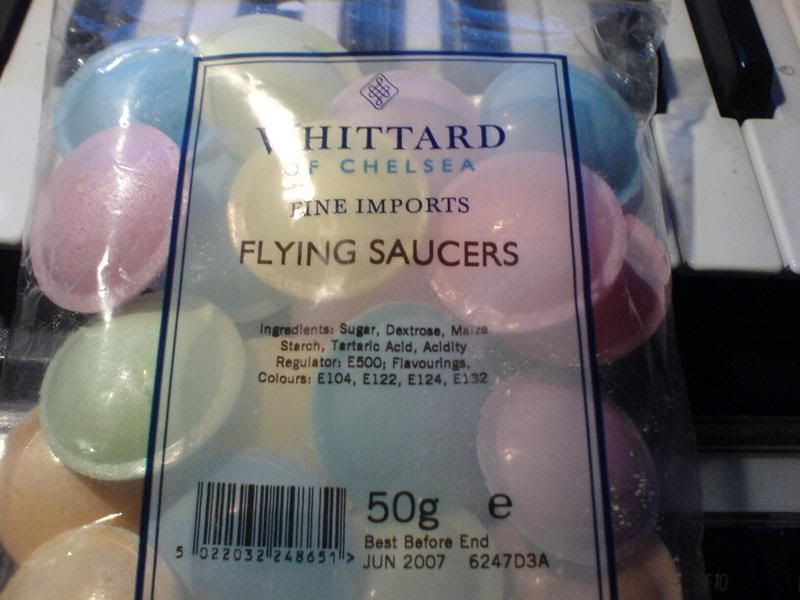 WHITTARD
OF CHELSEA
FINE IMPORTS
FLYING SAUCERS
Ingredients: Sugar, Dextrose, Maize
Starch, Tartaric Acid, Acidity
Regulator: E500; Flavourings,
Colours: E104, E122, E124, E132
50g e
5 022032 248651 >
Best Before End
JUN 2007 6247D3A